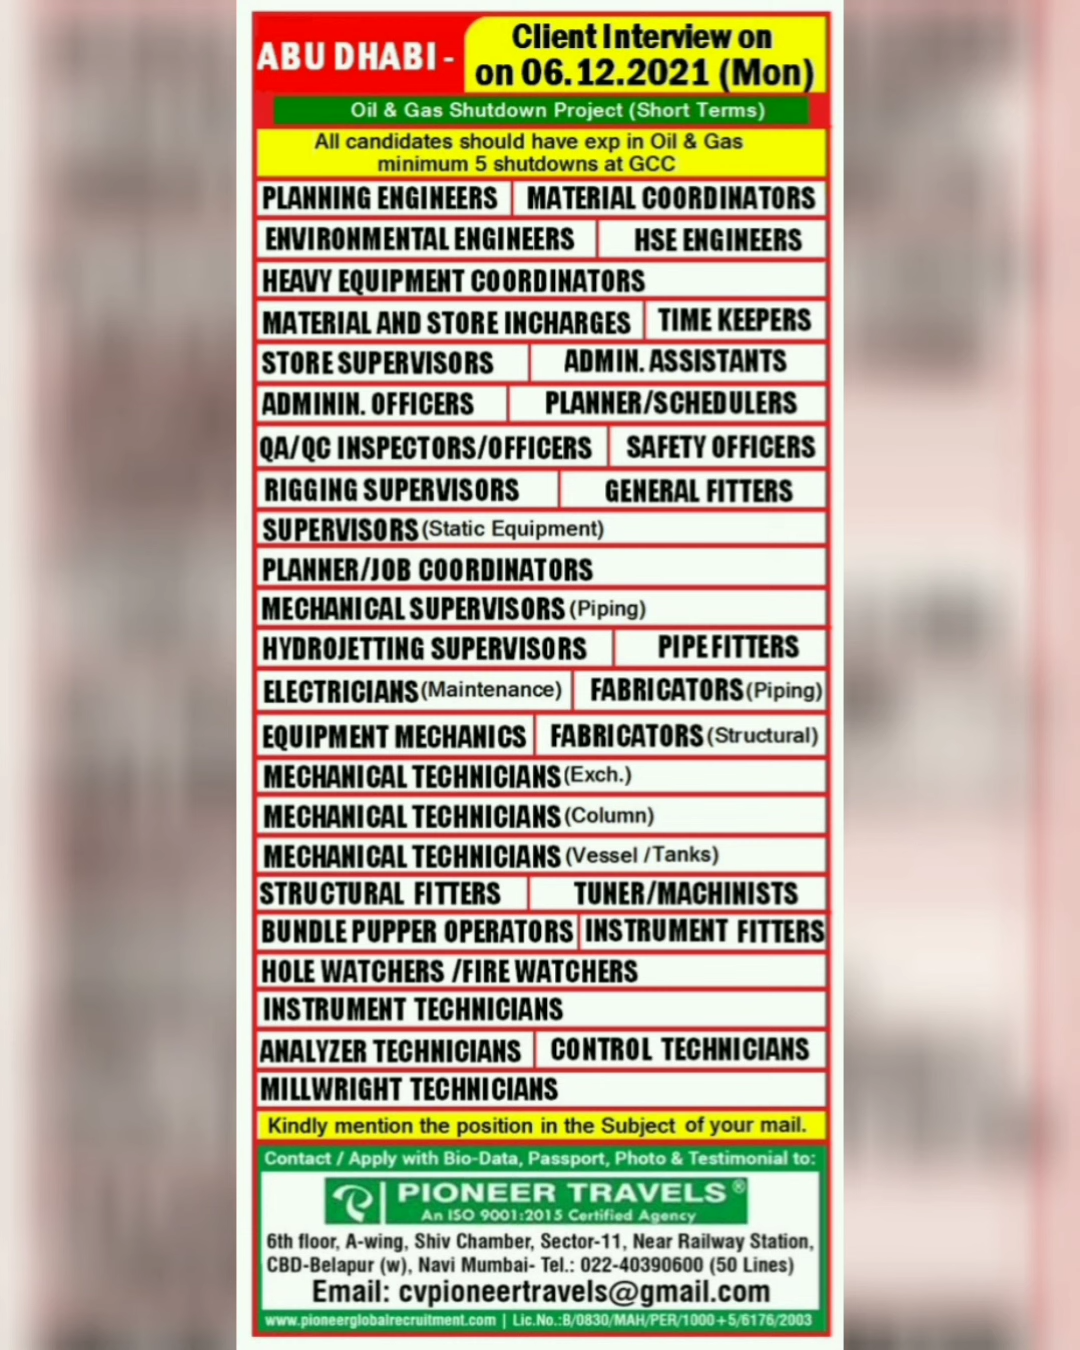 ABU DHABI -
Client Interview on
on 06.12.2021 (Mon)
Oil & Gas Shutdown Project (Short Terms)
All candidates should have exp in Oil & Gas
minimum 5 shutdowns at GCC
PLANNING ENGINEERS MATERIAL COORDINATORS
ENVIRONMENTAL ENGINEERS HSE ENGINEERS
HEAVY EQUIPMENT COORDINATORS
MATERIAL AND STORE INCHARGES TIME KEEPERS
STORE SUPERVISORS ADMIN. ASSISTANTS
ADMININ. OFFICERS PLANNER/SCHEDULERS
QA/QC INSPECTORS/OFFICERS SAFETY OFFICERS
RIGGING SUPERVISORS GENERAL FITTERS
SUPERVISORS (Static Equipment)
PLANNER/JOB COORDINATORS
MECHANICAL SUPERVISORS (Piping)
HYDROJETTING SUPERVISORS PIPE FITTERS
ELECTRICIANS (Maintenance) FABRICATORS (Piping)
EQUIPMENT MECHANICS FABRICATORS (Structural)
MECHANICAL TECHNICIANS (Exch.)
MECHANICAL TECHNICIANS (Column)
MECHANICAL TECHNICIANS (Vessel /Tanks)
STRUCTURAL FITTERS TUNER/MACHINISTS
BUNDLE PUPPER OPERATORS INSTRUMENT FITTERS
HOLE WATCHERS /FIRE WATCHERS
INSTRUMENT TECHNICIANS
ANALYZER TECHNICIANS CONTROL TECHNICIANS
MILLWRIGHT TECHNICIANS
Kindly mention the position in the Subject of your mail.
Contact / Apply with Bio-Data, Passport, Photo & Testimonial to:
PIONEER TRAVELS ®
An ISO 9001:2015 Certified Agency
6th floor, A-wing, Shiv Chamber, Sector-11, Near Railway Station,
CBD-Belapur (w), Navi Mumbai- Tel.: 022-40390600 (50 Lines)
Email: cvpioneertravels@gmail.com
www.pioneerglobalrecruitment.com | Lic.No.:B/0830/MAH/PER/1000+5/6176/2003